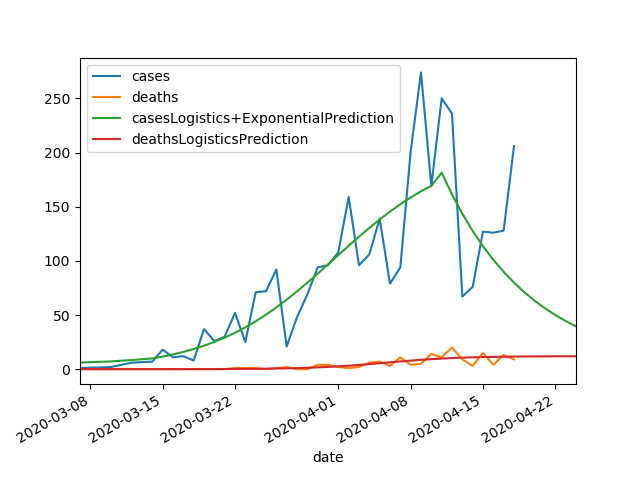 cases
deaths
casesLogistics+ExponentialPrediction
deathsLogisticsPrediction
250
200
150
100
50
0
2020-03-08
2020-03-15
2020-03-22
2020-04-01
2020-04-08
2020-04-15
2020-04-22
date